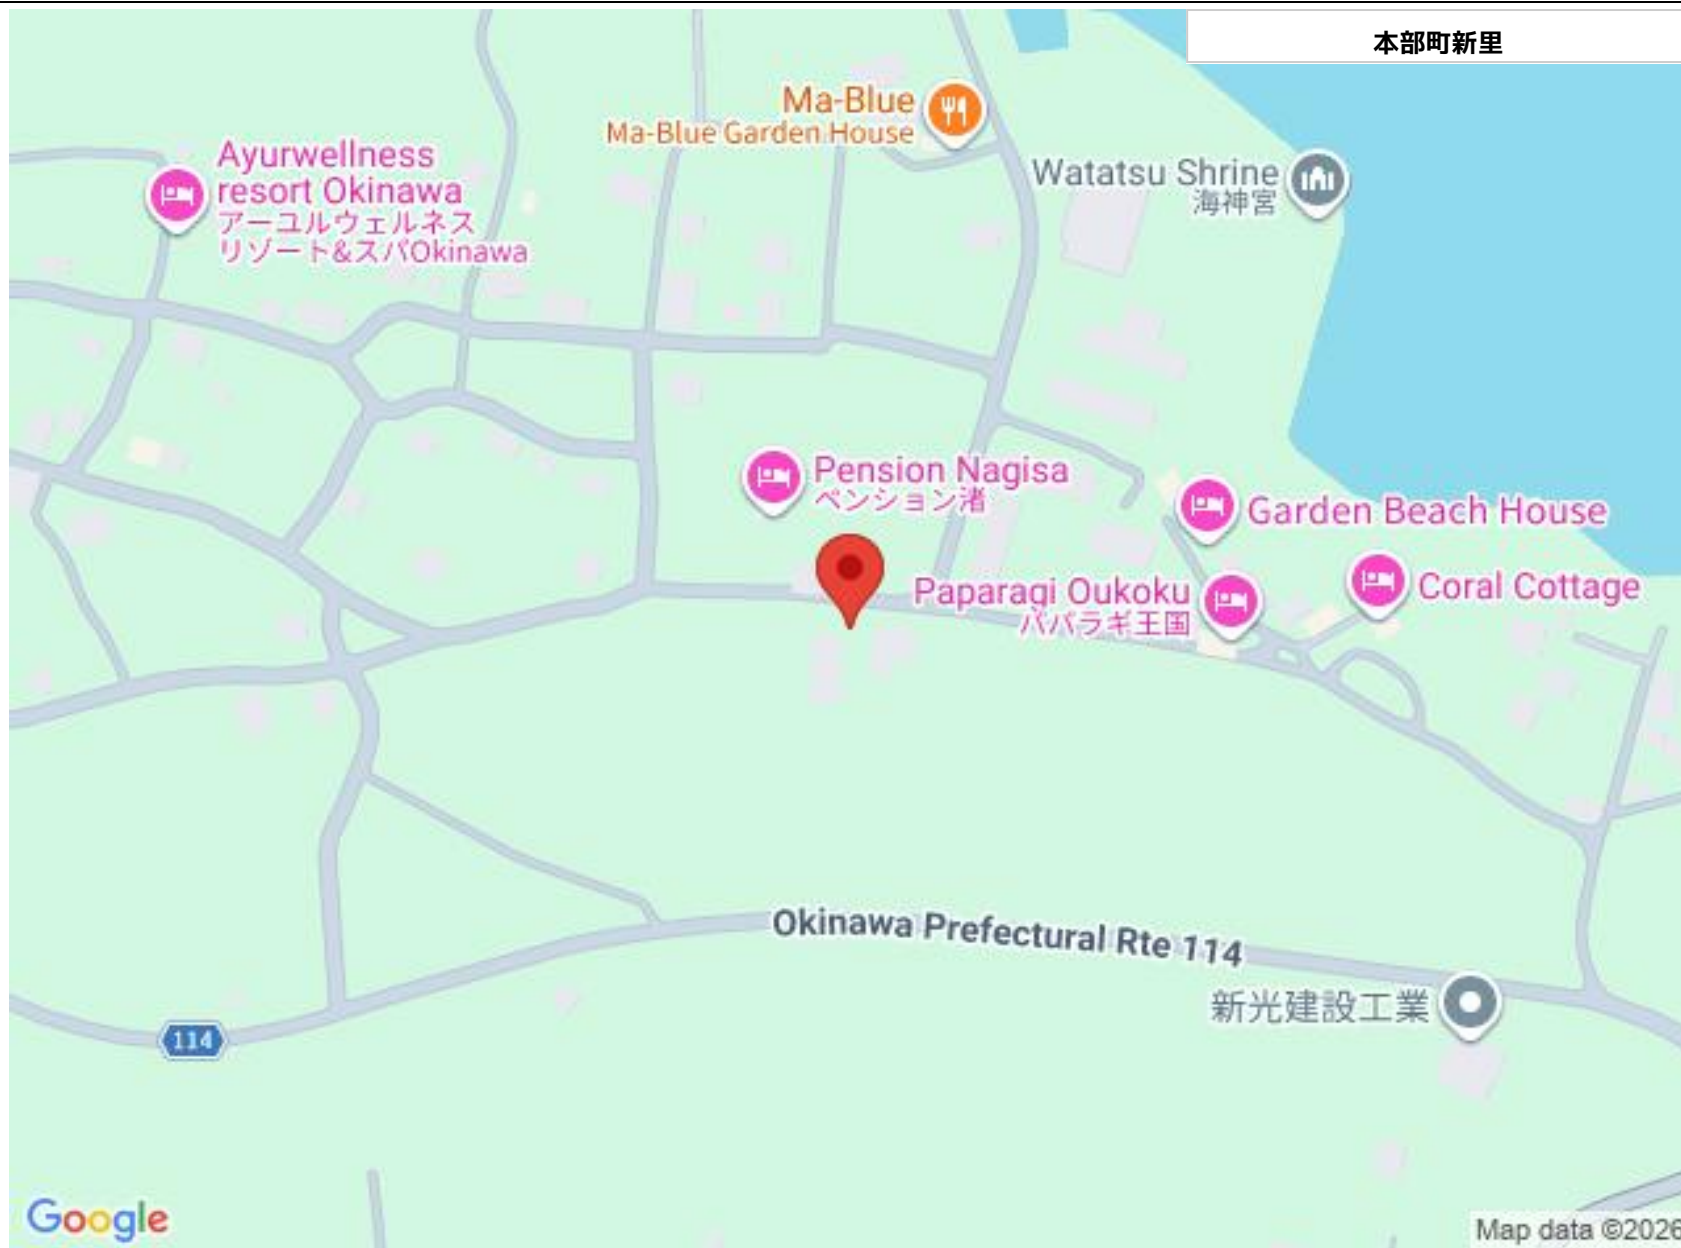 本部町新里
Ma-Blue
Ma-Blue Garden House
Ayurwellness
resort Okinawa
アーユルウェルネス
リゾート&スパOkinawa
Watatsu Shrine
海神宮
Pension Nagisa
ペンション渚
Garden Beach House
Paparagi Oukoku
パパラギ王国
Coral Cottage
Okinawa Prefectural Rte 114
新光建設工業
114
Google
Map data ©2026